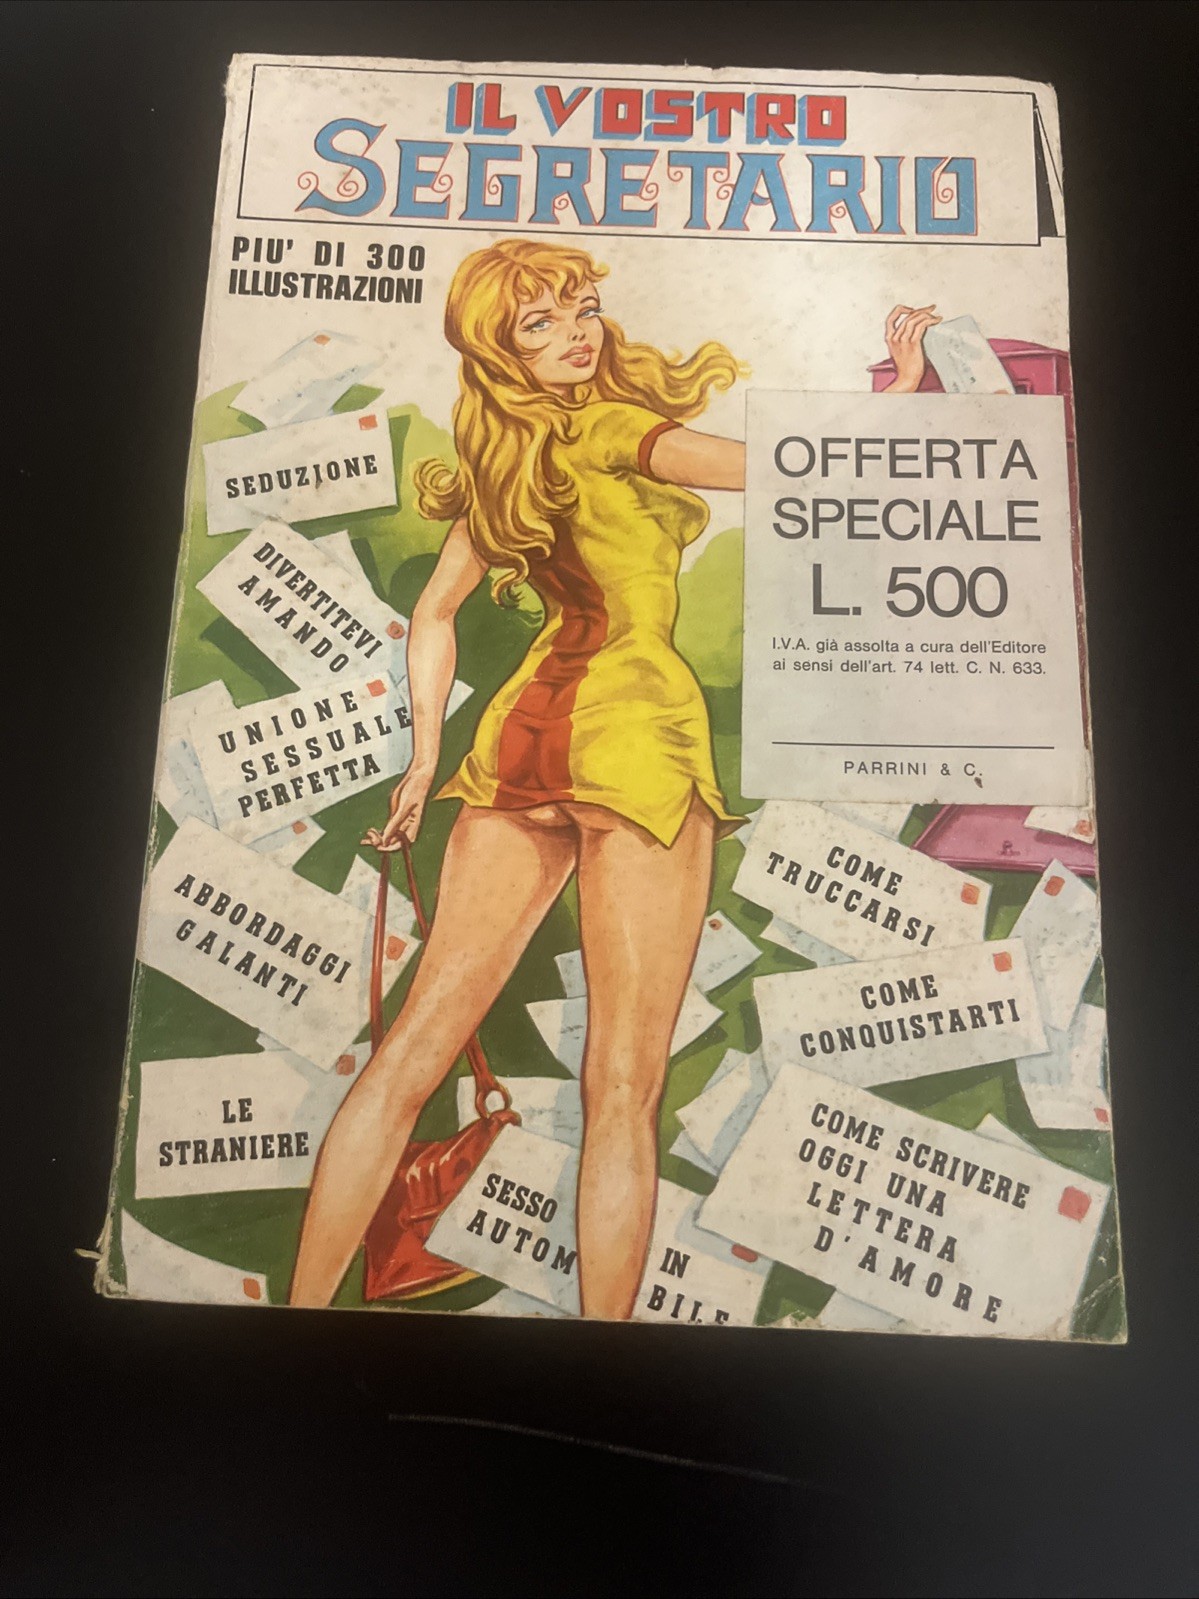 IL VOSTRO
SEGRETARIO
PIU' DI 300
ILLUSTRAZIONI
SEDUZIONE
DIVERTITEVI
AMANDO
UNIONE
SESSUALE
PERFETTA
ABBORDAGGI
GALANTI
LE
STRANIERE
SESSO
AUTOM
IN
BILE
OFFERTA
SPECIALE
L. 500
I.V.A. già assolta a cura dell'Editore
ai sensi dell'art. 74 lett. C. N. 633.
PARRINI & C.
COME
TRUCCARSI
COME
CONQUISTARTI
COME SCRIVERE
OGGI UNA
LETTERA
D'AMORE